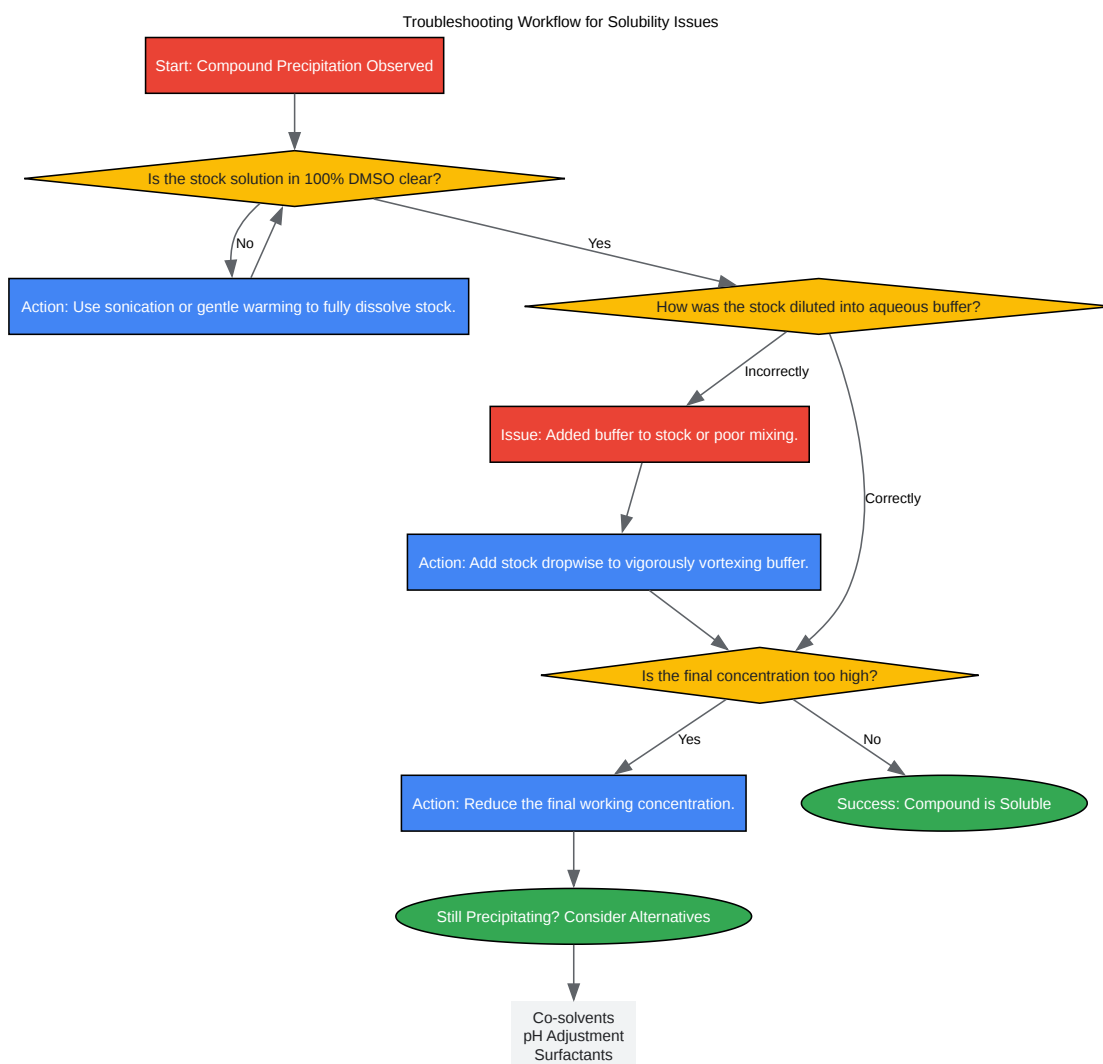 Troubleshooting Workflow for Solubility Issues
Start: Compound Precipitation Observed
Is the stock solution in 100% DMSO clear?
No
Yes
Action: Use sonication or gentle warming to fully dissolve stock.
How was the stock diluted into aqueous buffer?
Incorrectly
Issue: Added buffer to stock or poor mixing.
Correctly
Action: Add stock dropwise to vigorously vortexing buffer.
Is the final concentration too high?
Yes
No
Action: Reduce the final working concentration.
Success: Compound is Soluble
Still Precipitating? Consider Alternatives
Co-solvents
pH Adjustment
Surfactants